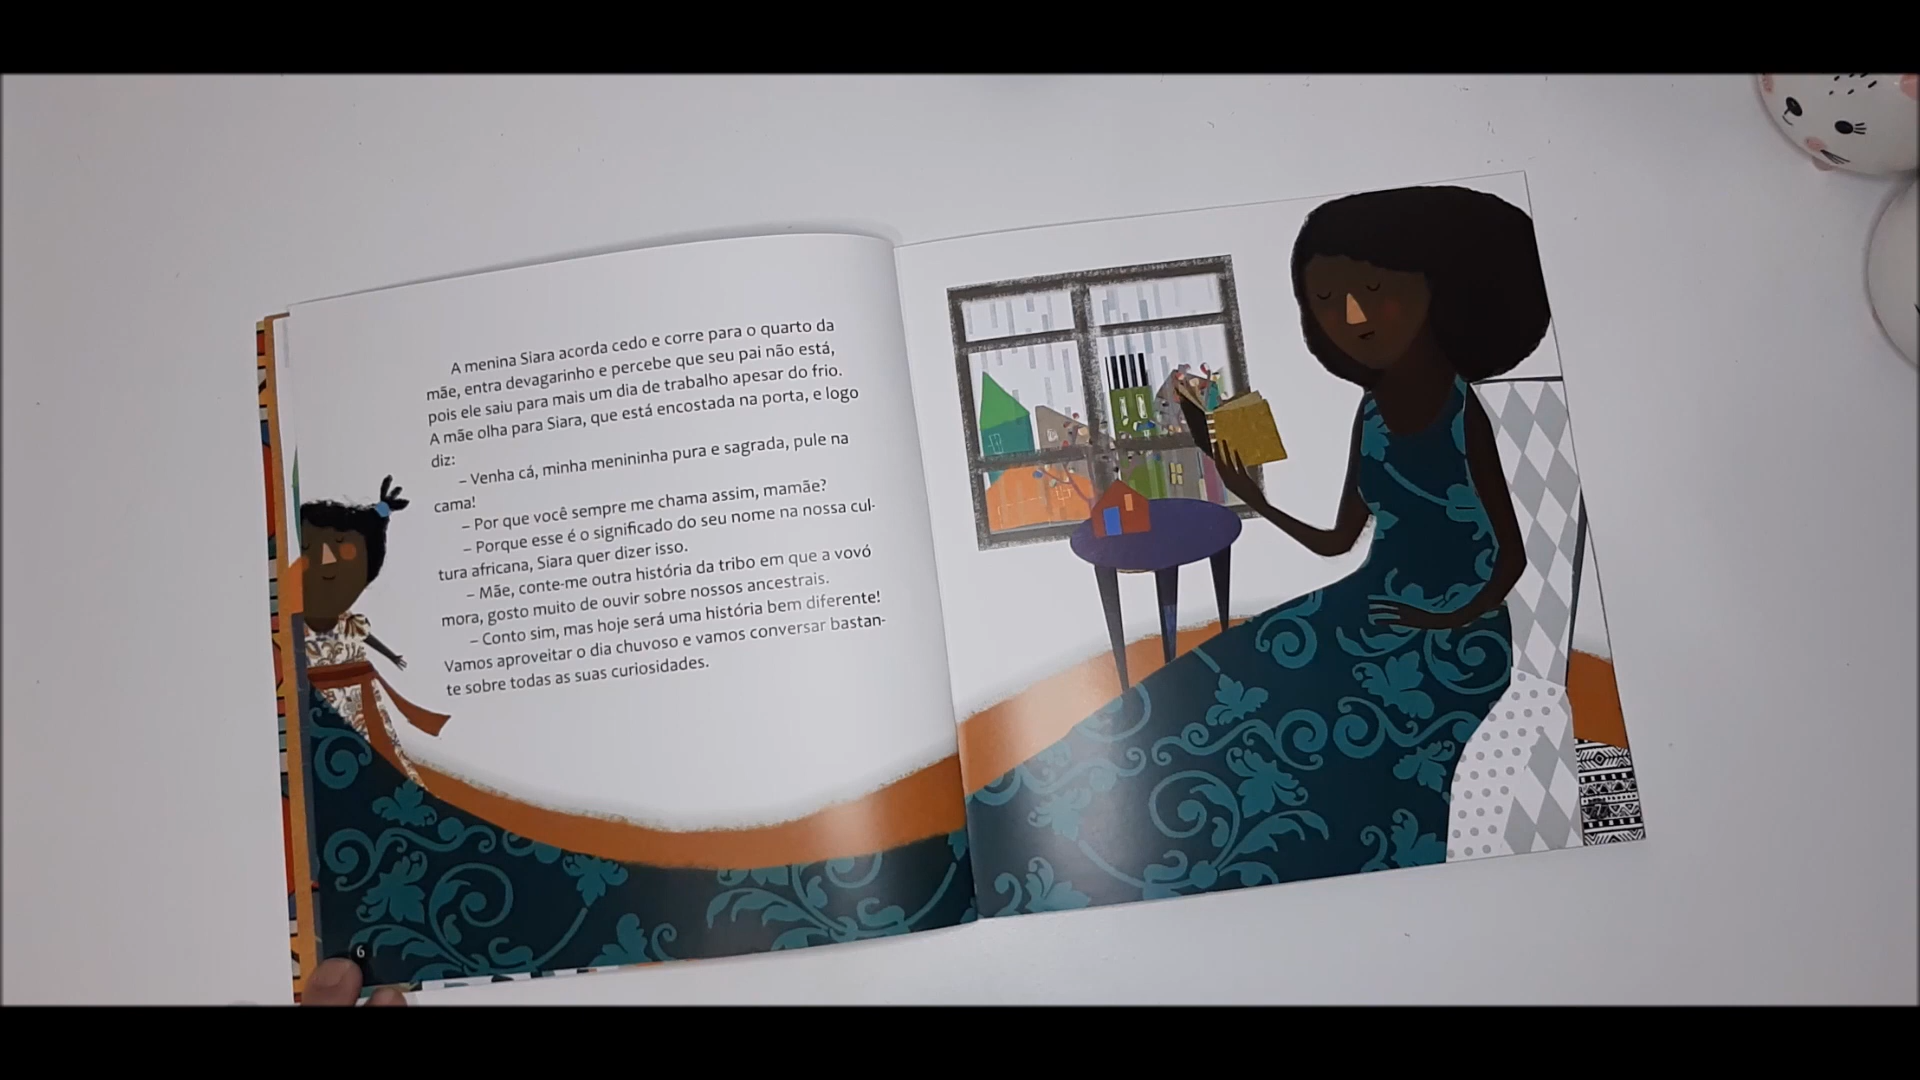 A menina Siara acorda cedo e corre para o quarto da
mãe, entra devagarinho e percebe que seu pai não está,
pois ele saiu para mais um dia de trabalho apesar do frio.
A mãe olha para Siara, que está encostada na porta, e logo
diz:
– Venha cá, minha menininha pura e sagrada, pule na
cama!
– Por que você sempre me chama assim, mamãe?
– Porque esse é o significado do seu nome na nossa cul-
tura africana, Siara quer dizer isso.
– Mãe, conte-me outra história da tribo em que a vovó
mora, gosto muito de ouvir sobre nossos ancestrais.
– Conto sim, mas hoje será uma história bem diferente!
Vamos aproveitar o dia chuvoso e vamos conversar bastan-
te sobre todas as suas curiosidades.
6
7